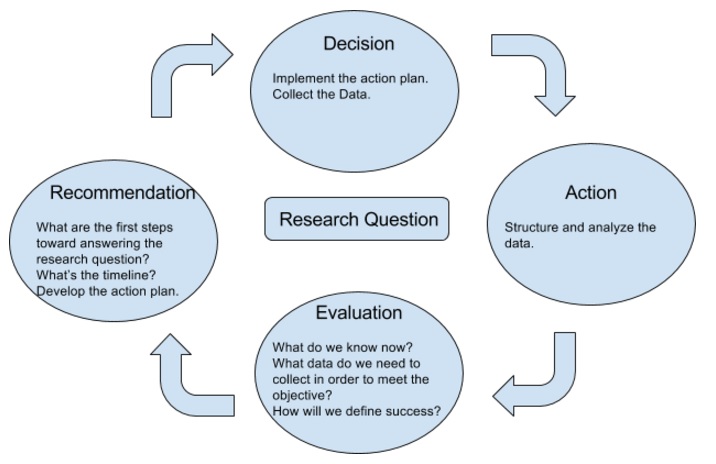 Decision
Implement the action plan.
Collect the Data.
Recommendation
What are the first steps
toward answering the
research question?
What's the timeline?
Develop the action plan.
Research Question
Action
Structure and analyze the
data.
Evaluation
What do we know now?
What data do we need to
collect in order to meet the
objective?
How will we define success?